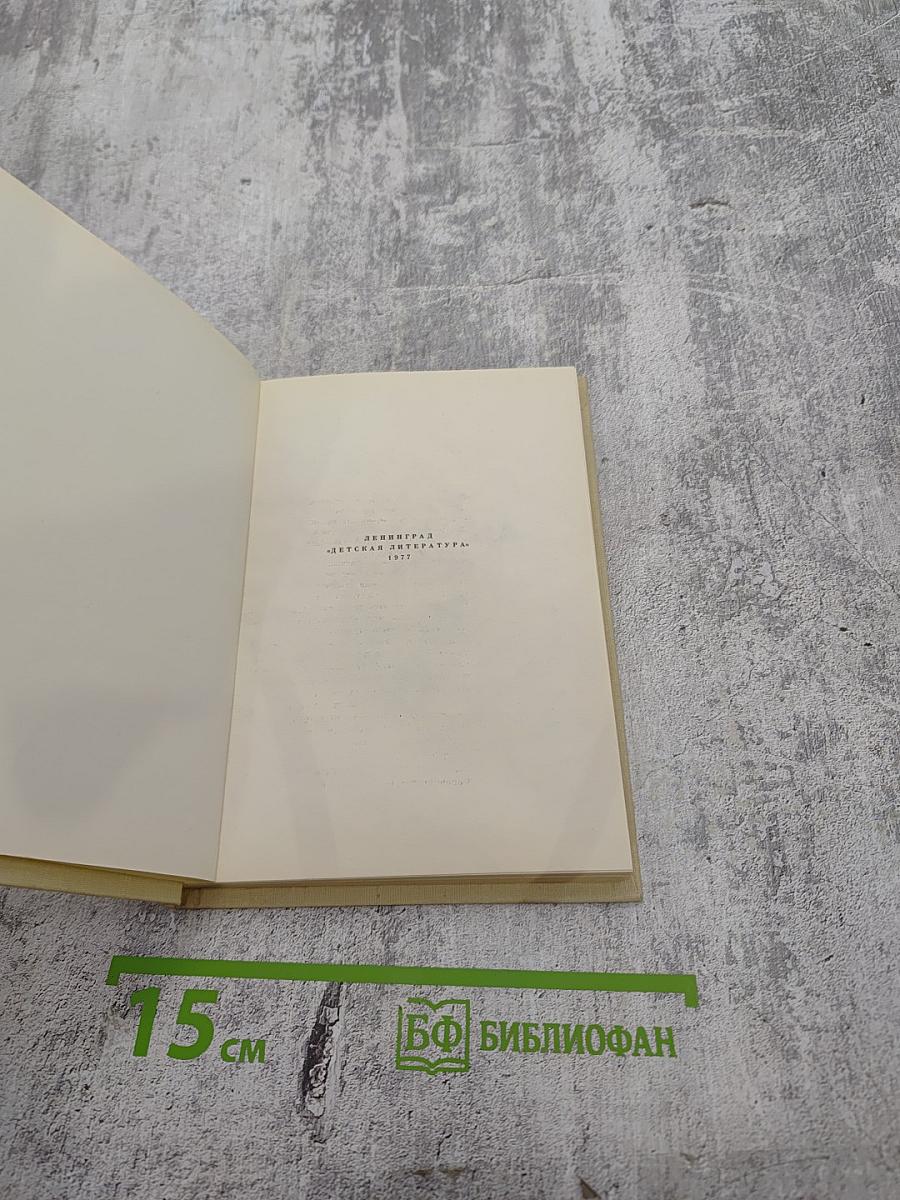 ЛЕНИНГРАД
«ДЕТСКАЯ ЛИТЕРАТУРА»
1977
15 см
БФ БИБЛИОФАН